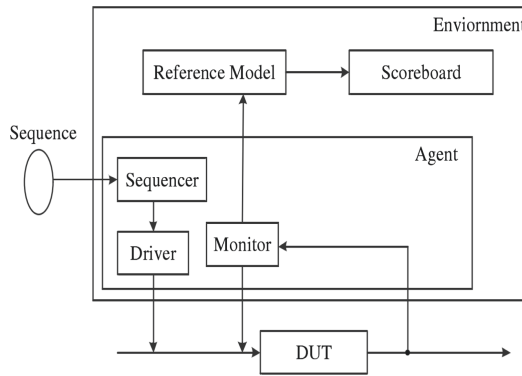 Enviornment
Reference Model
Scoreboard
Sequence
Agent
Sequencer
Driver
Monitor
DUT